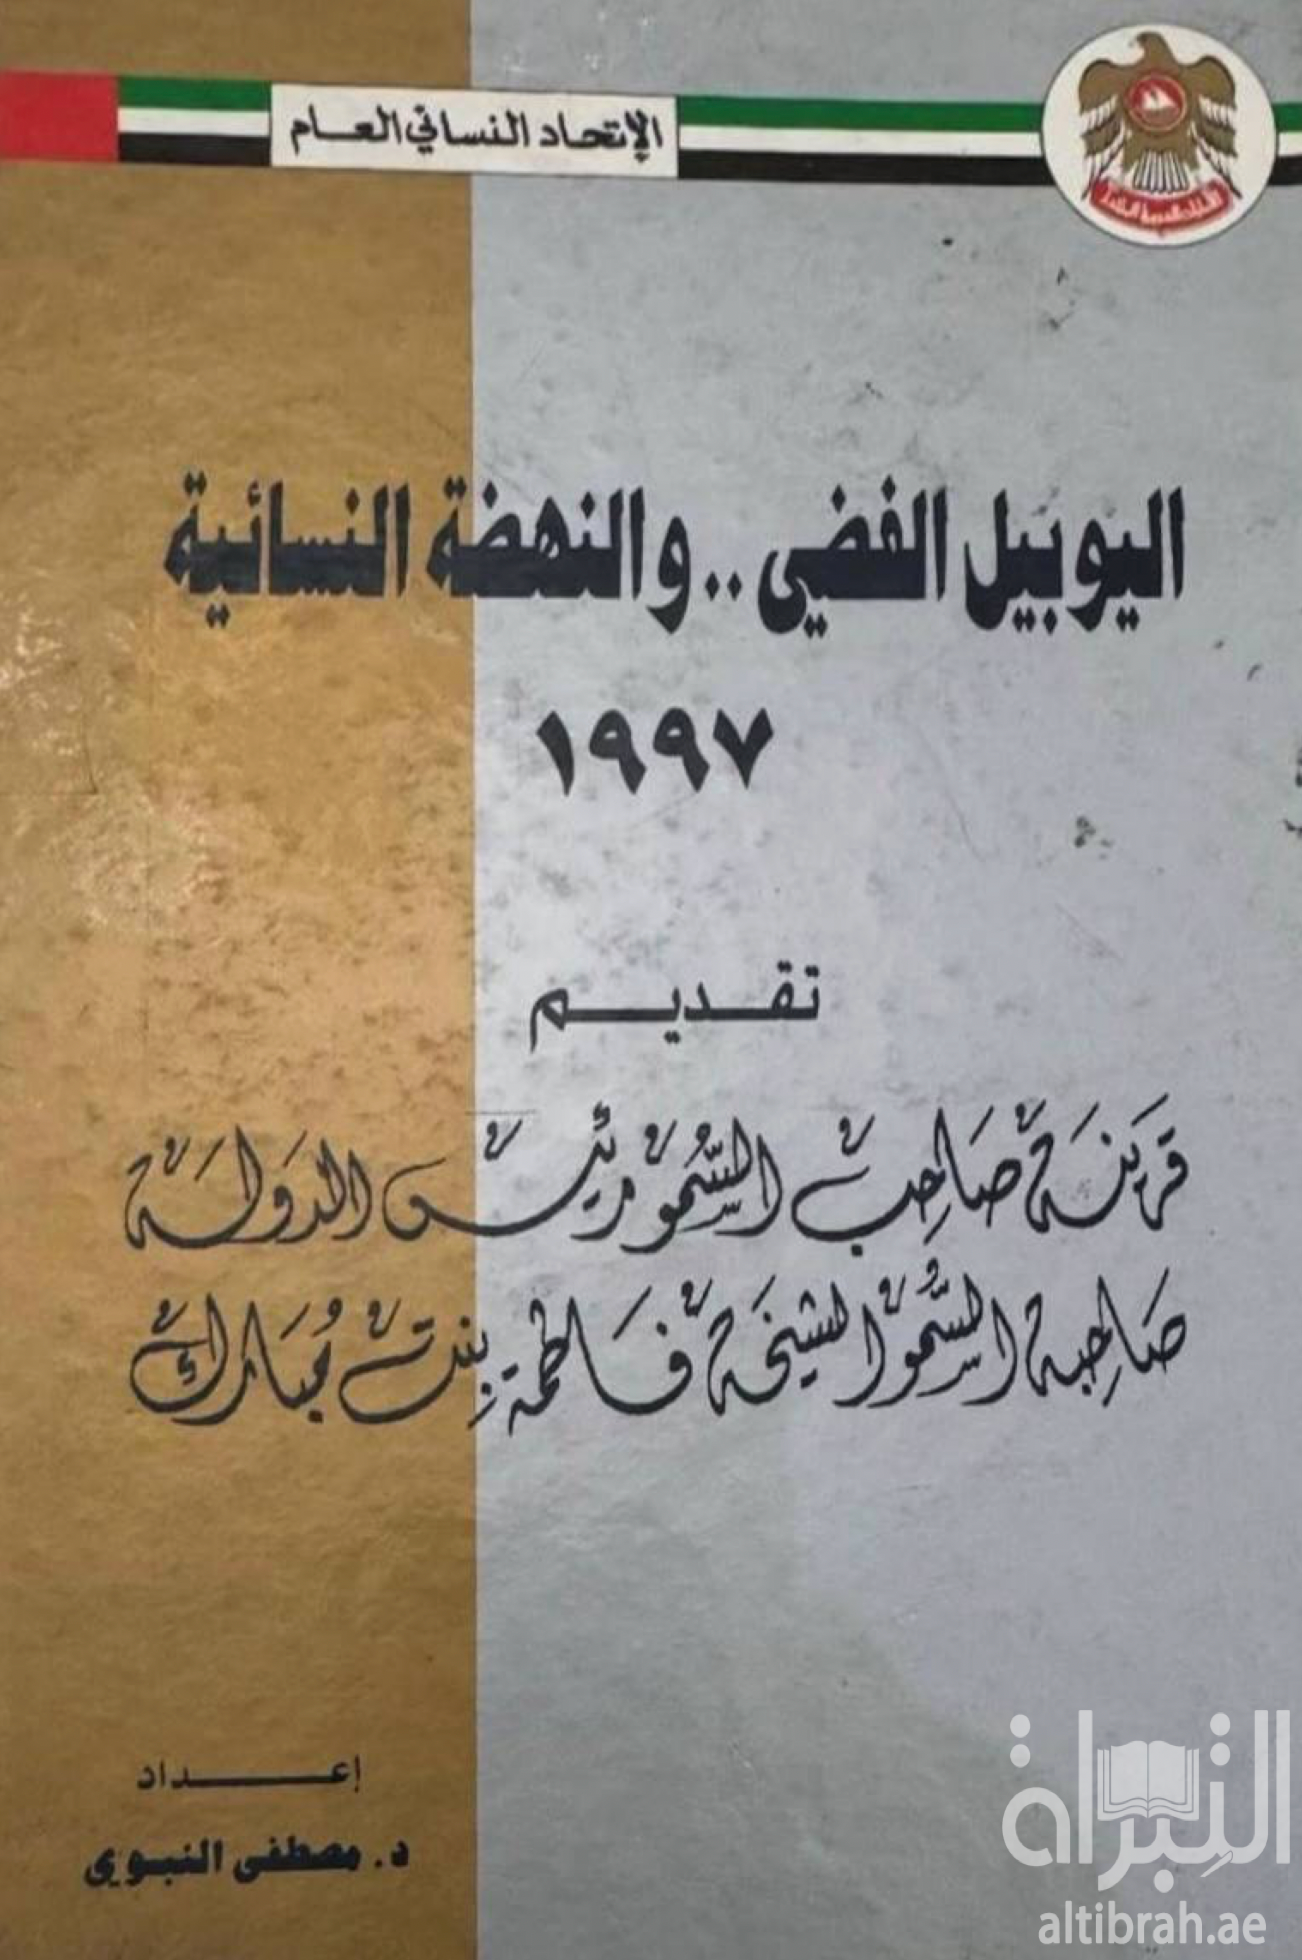 الإتحاد النسائي العام
اليوبيل الفضي .. والنهضة النسائية
١٩٩٧
تقديم
قرينة صاحب السمو رئيس الدولة
صاحبة السمو الشيخة فاطمة بنت مبارك
إعداد
د. مصطفى النبوي
التبراة
altibrah.ae